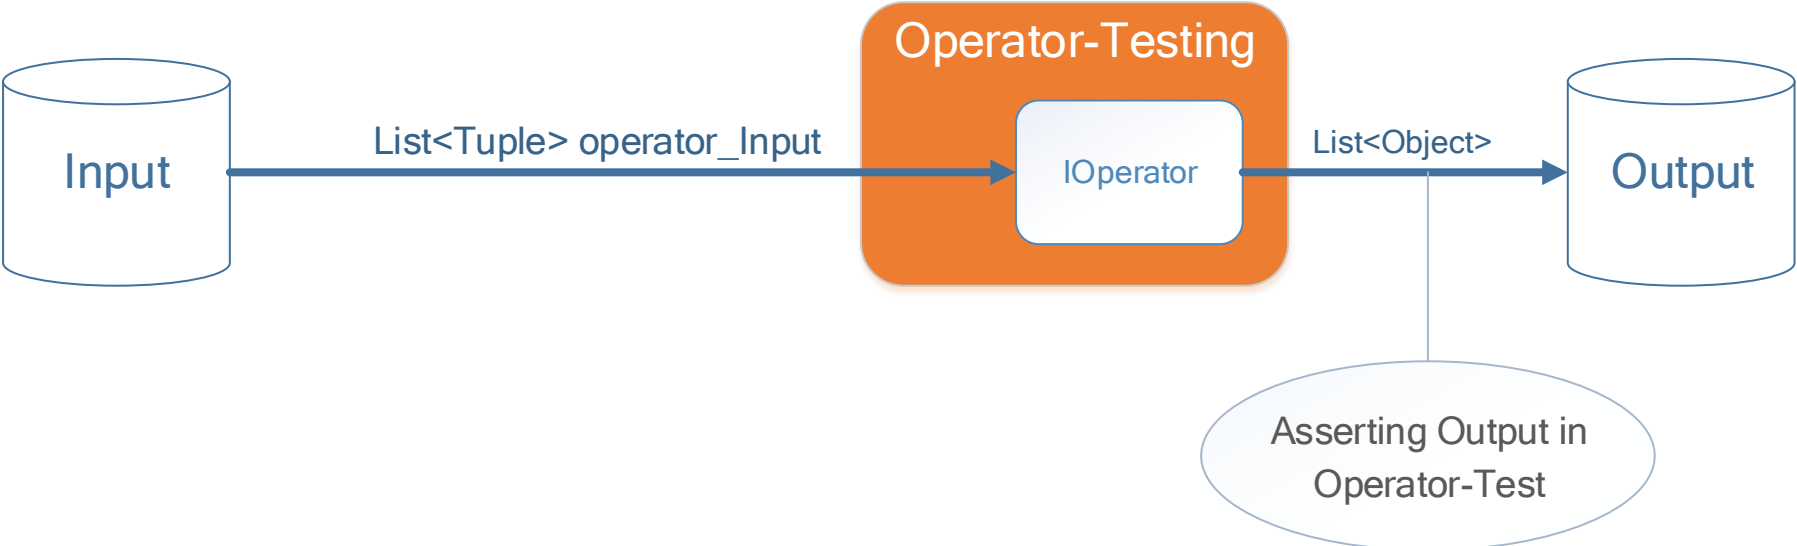 Operator-Testing
Input
List<Tuple> operator_Input
IOperator
List<Object>
Output
Asserting Output in
Operator-Test